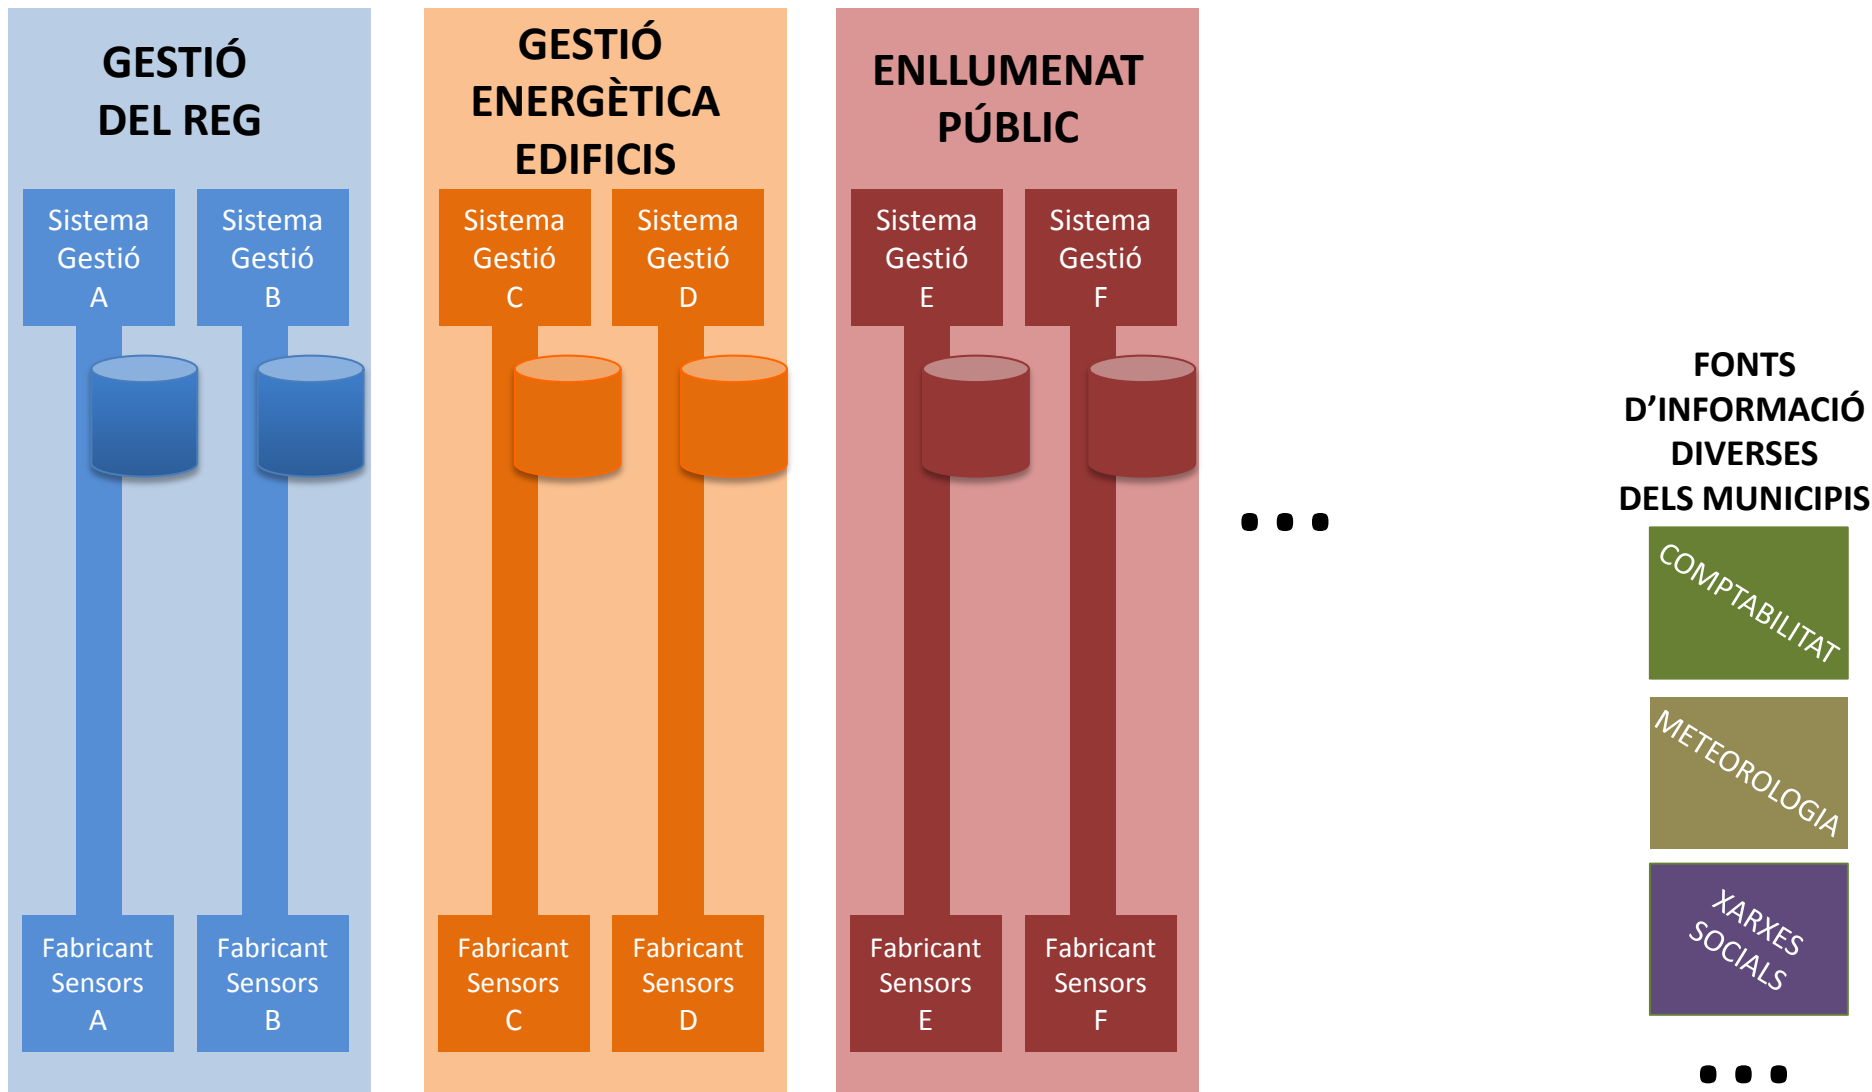 GESTIÓ
DEL REG
Sistema
Gestió
A
Sistema
Gestió
B
Fabricant
Sensors
A
Fabricant
Sensors
B
GESTIÓ
ENERGÈTICA
EDIFICIS
Sistema
Gestió
C
Sistema
Gestió
D
Fabricant
Sensors
C
Fabricant
Sensors
D
ENLLUMENAT
PÚBLIC
Sistema
Gestió
E
Sistema
Gestió
F
Fabricant
Sensors
E
Fabricant
Sensors
F
...
FONTS
D’INFORMACIÓ
DIVERSES
DELS MUNICIPIS
COMPTABILITAT
METEOROLOGIA
XARXES
SOCIALS
...